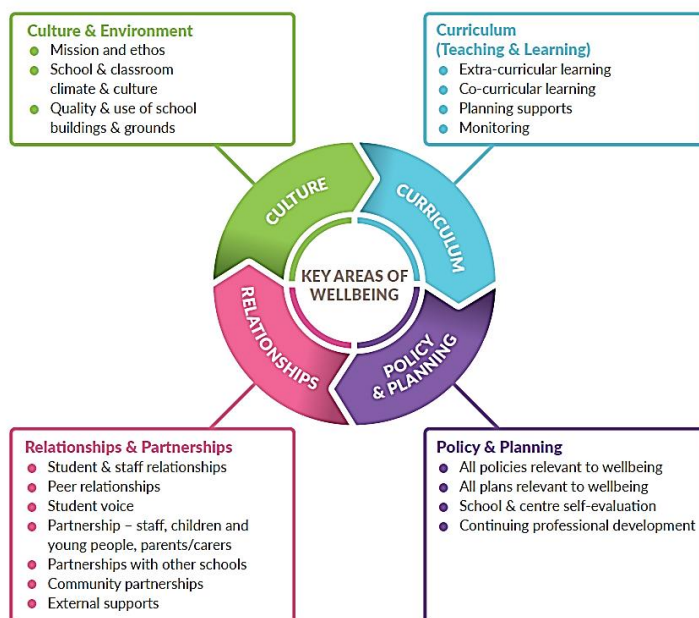 Culture & Environment
Mission and ethos
School & classroom
climate & culture
Quality & use of school
buildings & grounds
Curriculum
(Teaching & Learning)
Extra-curricular learning
Co-curricular learning
Planning supports
Monitoring
CULTURE
CURRICULUM
KEY AREAS OF
WELLBEING
RELATIONSHIPS
POLICY
& PLANNING
Relationships & Partnerships
Student & staff relationships
Peer relationships
Student voice
Partnership – staff, children and
young people, parents/carers
Partnerships with other schools
Community partnerships
External supports
Policy & Planning
All policies relevant to wellbeing
All plans relevant to wellbeing
School & centre self-evaluation
Continuing professional development